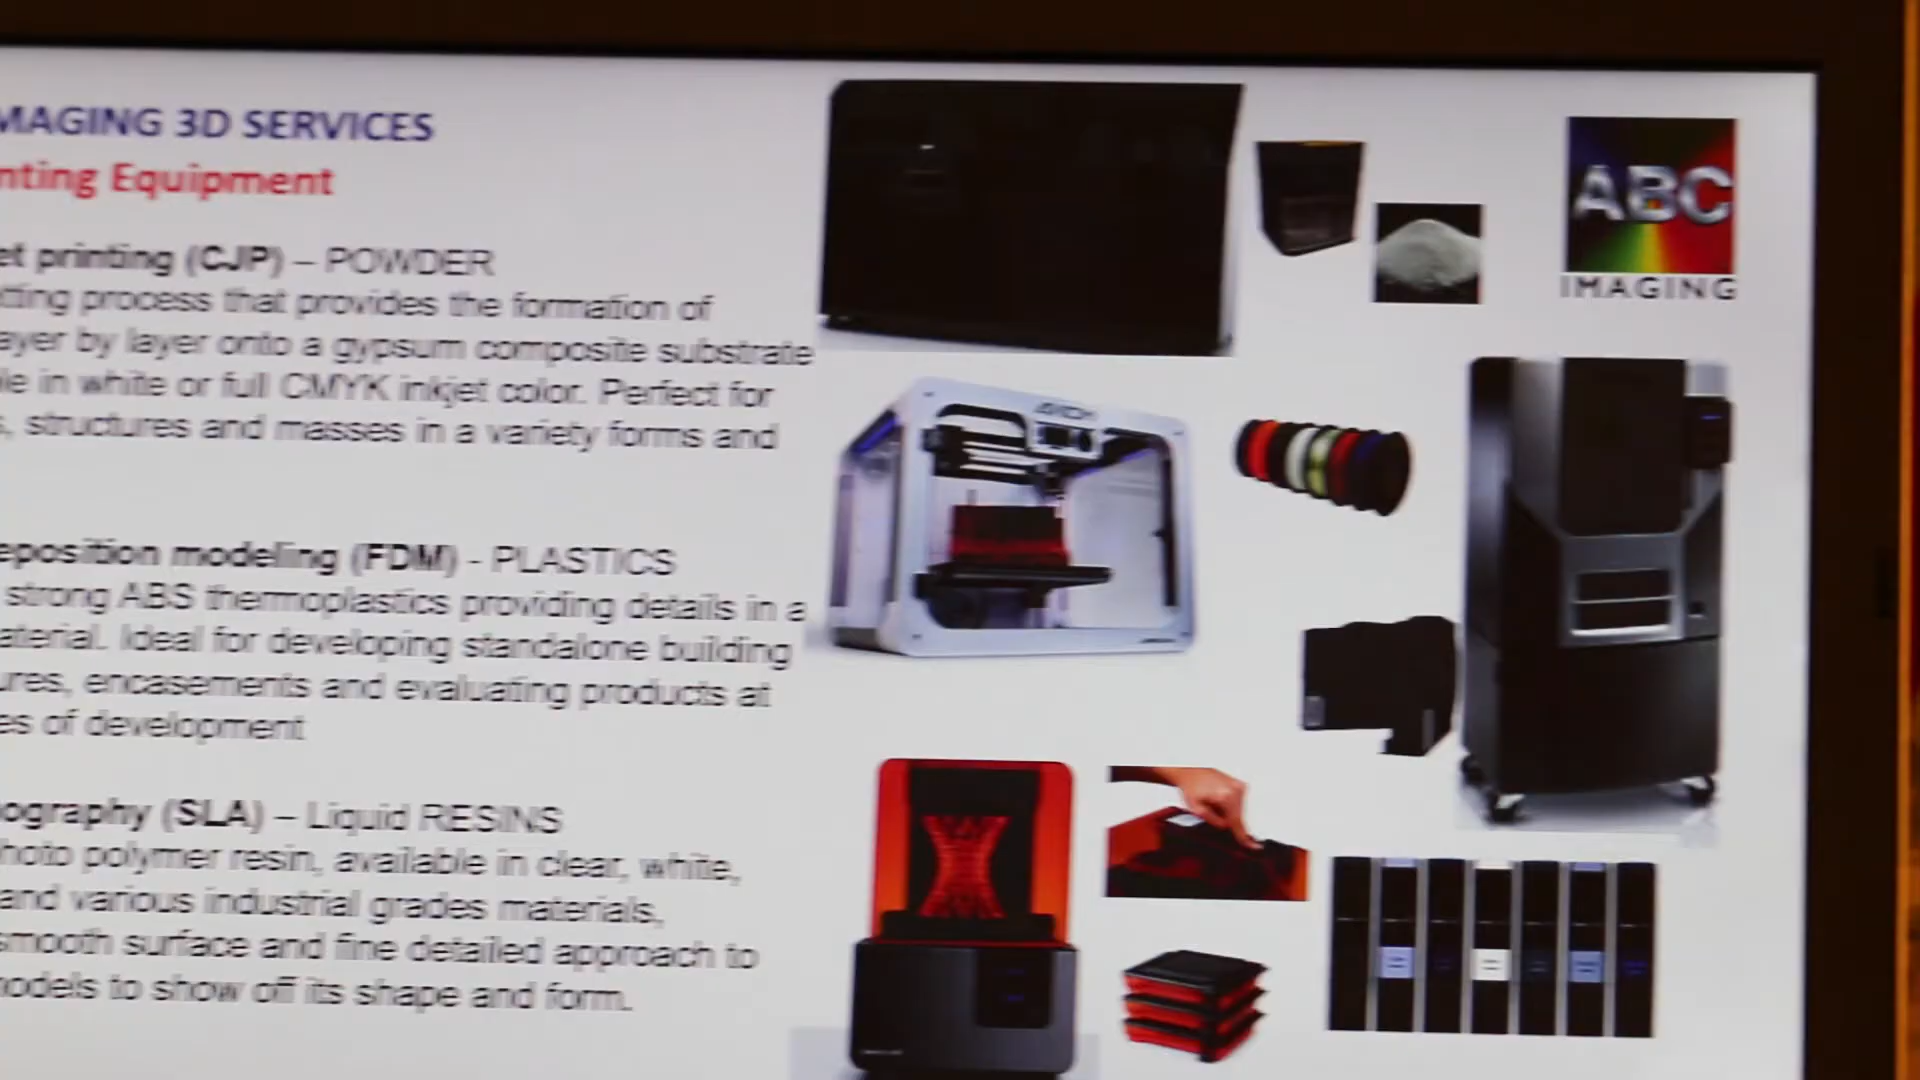 MAGING 3D SERVICES
nting Equipment
ABC
IMAGING
et printing (CJP) – POWDER
tting process that provides the formation of
ayer by layer onto a gypsum composite substrate
le in white or full CMYK inkjet color. Perfect for
s, structures and masses in a variety forms and
eposition modelling (FDM) - PLASTICS
strong ABS thermoplastics providing details in a
aterial. Ideal for developing standalone building
ures, encasements and evaluating products at
es of development
ography (SLA) – Liquid RESINS
hoto polymer resin, available in clear, white,
and various industrial grades materials,
smooth surface and fine detailed approach to
models to show off its shape and form.